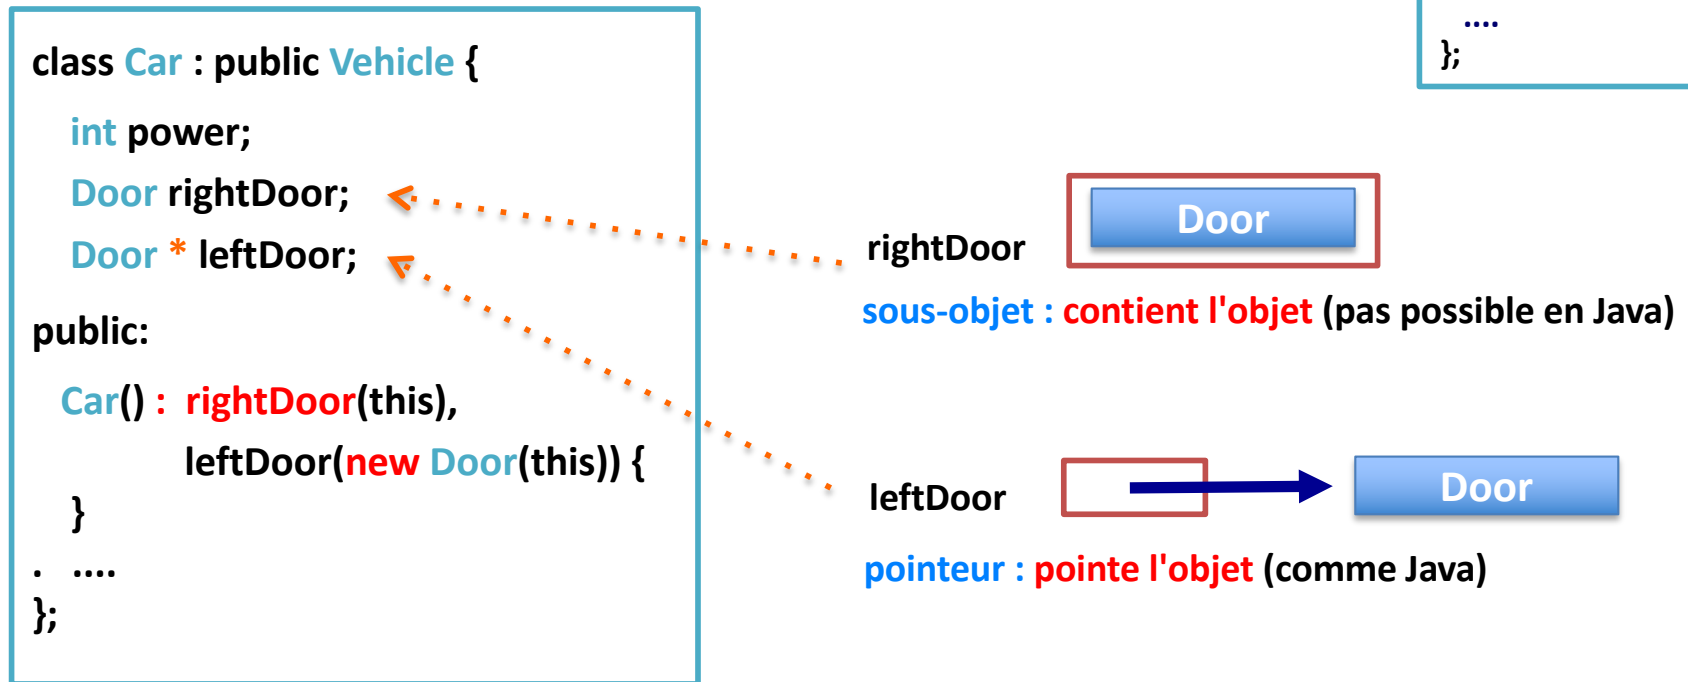 class Car : public Vehicle {
int power;
Door rightDoor;
Door * leftDoor;
public:
Car() : rightDoor(this),
leftDoor(new Door(this)) {
}
. ....
};
....
};
Door
rightDoor
sous-objet : contient l'objet (pas possible en Java)
leftDoor
Door
pointeur : pointe l'objet (comme Java)